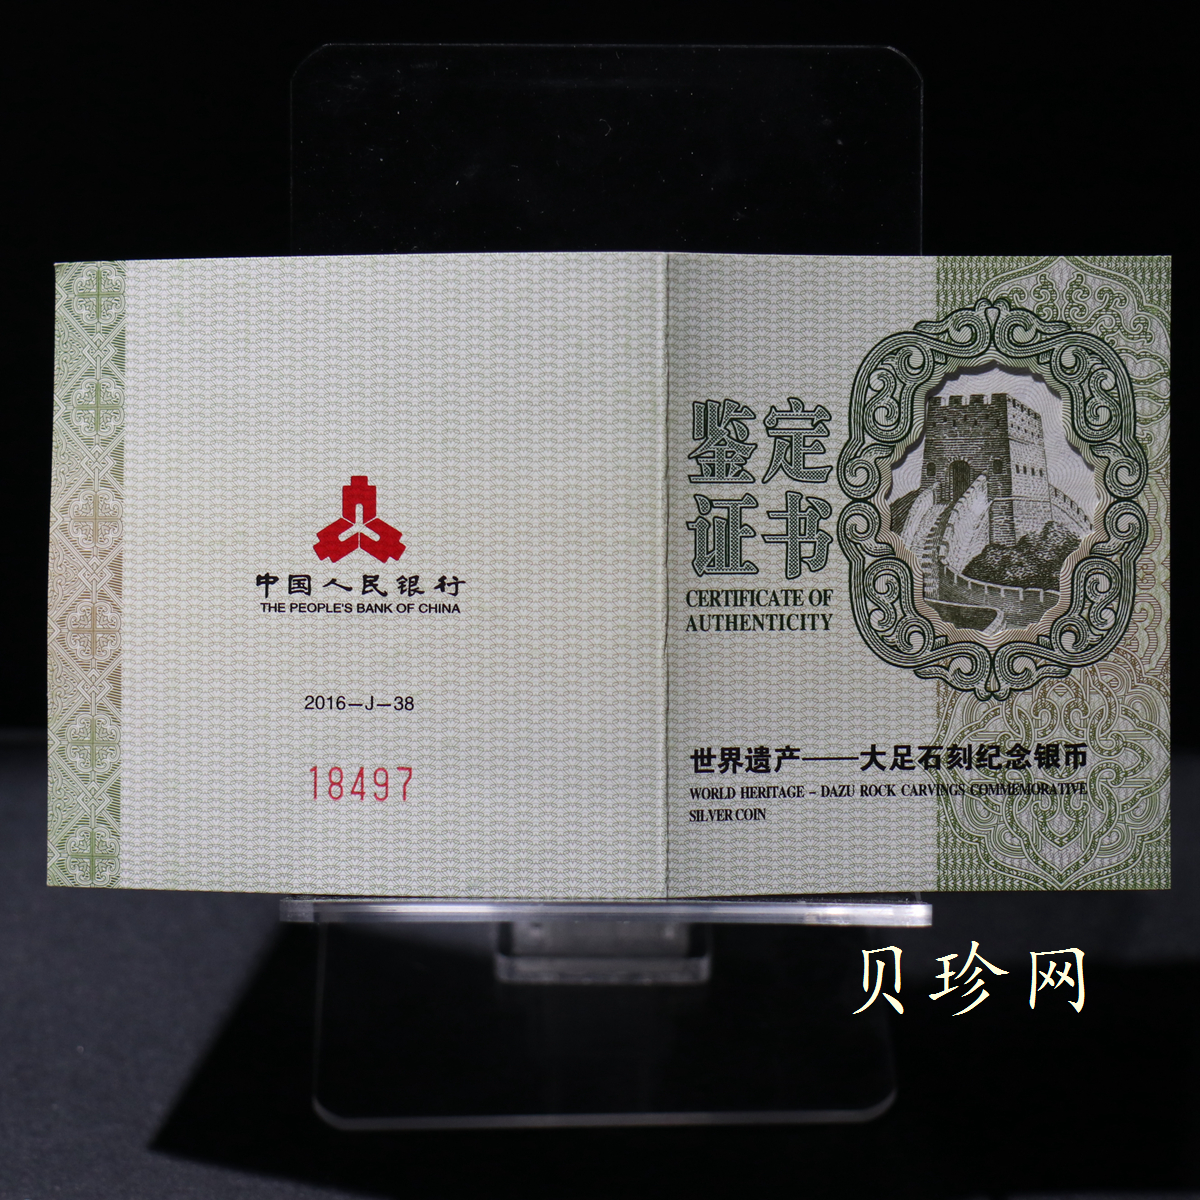 中国人民银行
THE PEOPLE'S BANK OF CHINA
2016—J—38
18497
鉴定
证书
CERTIFICATE OF
AUTHENTICITY
世界遗产——大足石刻纪念银币
WORLD HERITAGE – DAZU ROCK CARVINGS COMMEMORATIVE
SILVER COIN
贝珍网